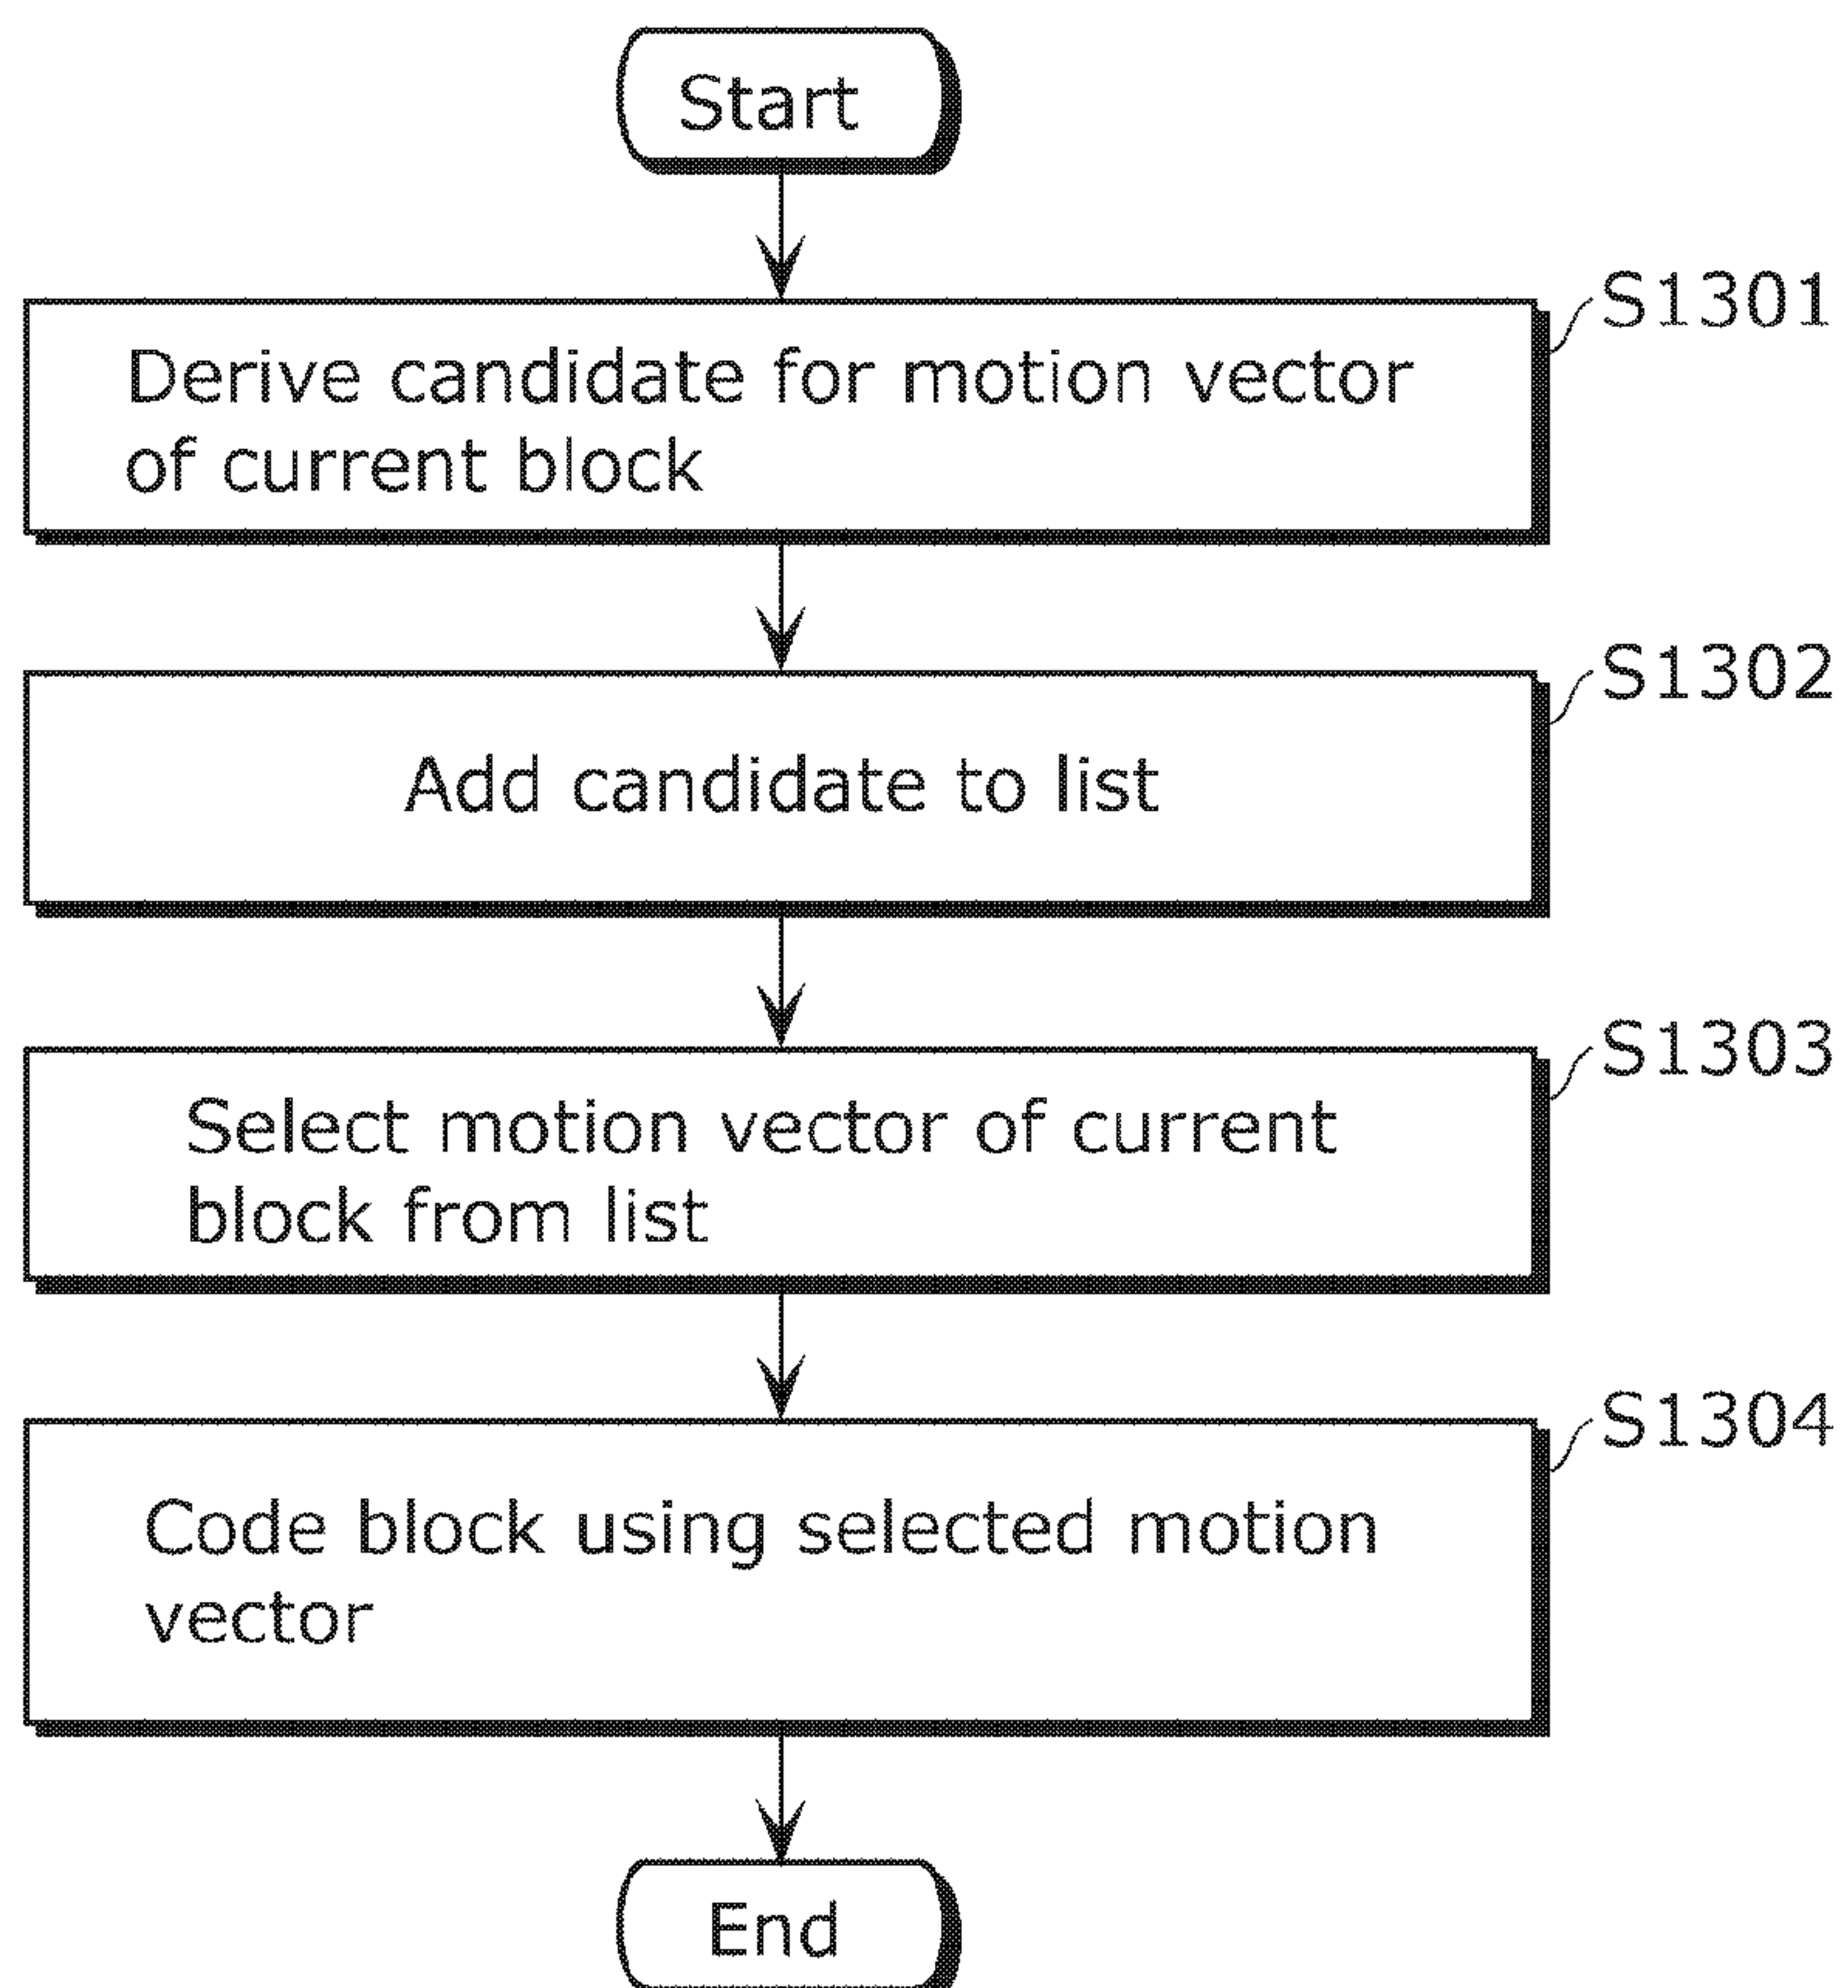 Start
S1301
Derive candidate for motion vector
of current block
S1302
Add candidate to list
S1303
Select motion vector of current
block from list
S1304
Code block using selected motion
vector
End